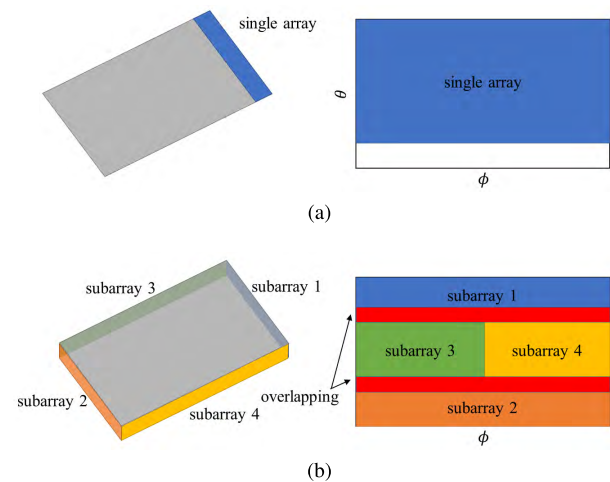 single array
θ
single array
ϕ
(a)
subarray 3
subarray 1
subarray 2
subarray 4
overlapping
subarray 1
subarray 3
subarray 4
subarray 2
ϕ
(b)